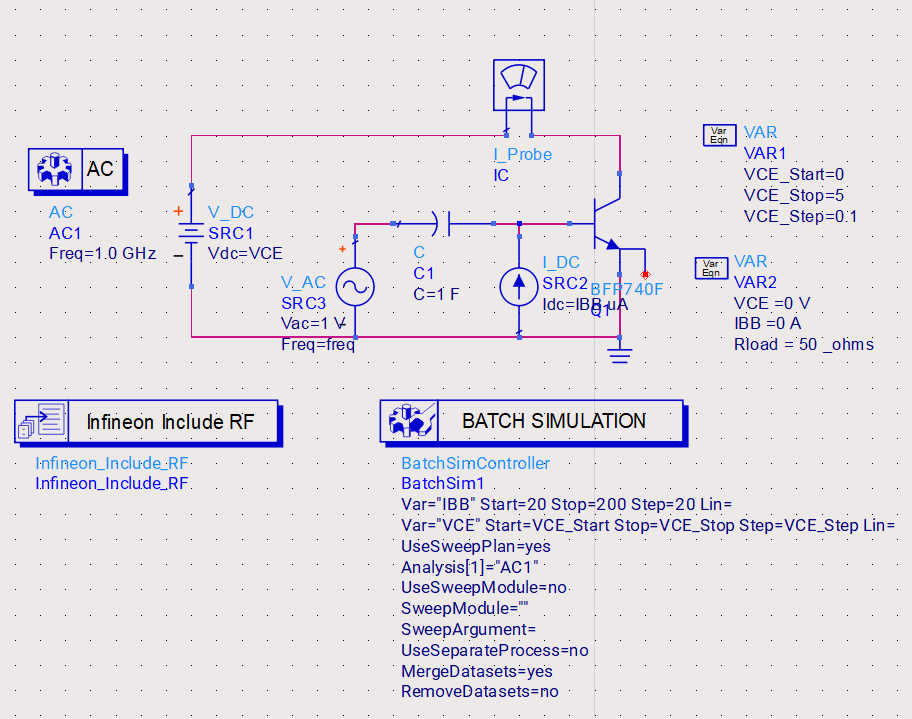 I_Probe
IC
AC
AC
AC1
Freq=1.0 GHz
+
V_DC
SRC1
Vdc=VCE
−
+
V_AC
SRC3
Vac=1 V
Freq=freq
C
C1
C=1 F
I_DC
SRC2
Idc=IBB uA
BFP740F
Q1
Var
Eqn
VAR
VAR1
VCE_Start=0
VCE_Stop=5
VCE_Step=0.1
Var
Eqn
VAR
VAR2
VCE =0 V
IBB =0 A
Rload = 50 _ohms
Infineon Include RF
Infineon_Include_RF
Infineon_Include_RF
BATCH SIMULATION
BatchSimController
BatchSim1
Var="IBB" Start=20 Stop=200 Step=20 Lin=
Var="VCE" Start=VCE_Start Stop=VCE_Stop Step=VCE_Step Lin=
UseSweepPlan=yes
Analysis[1]="AC1"
UseSweepModule=no
SweepModule=""
SweepArgument=
UseSeparateProcess=no
MergeDatasets=yes
RemoveDatasets=no